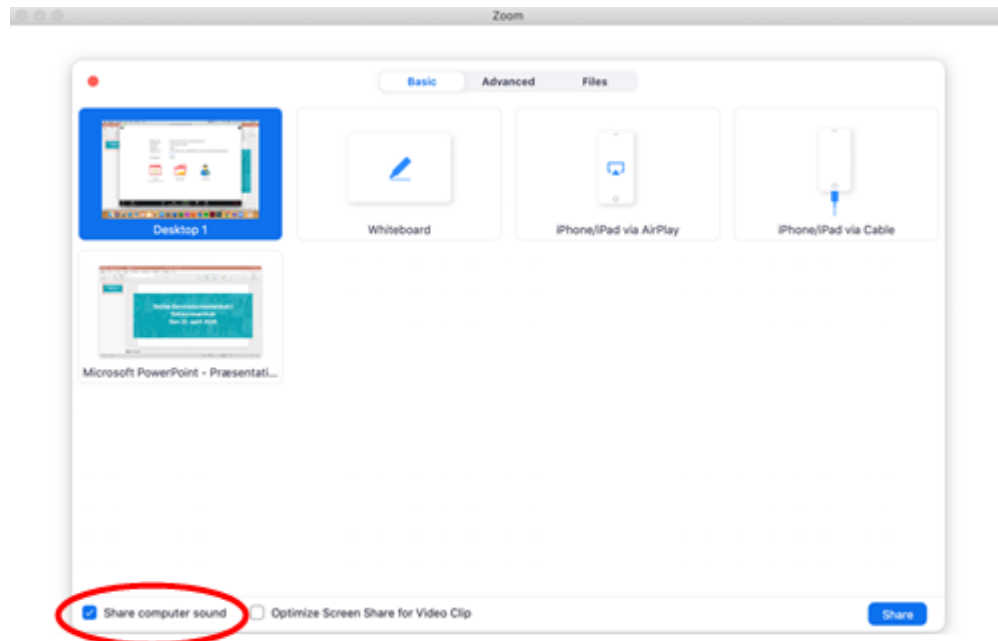 Zoom
Basic Advanced Files
Desktop 1
Whiteboard
iPhone/iPad via AirPlay
iPhone/iPad via Cable
Microsoft PowerPoint - Præsentati...
Share computer sound
Optimize Screen Share for Video Clip
Share